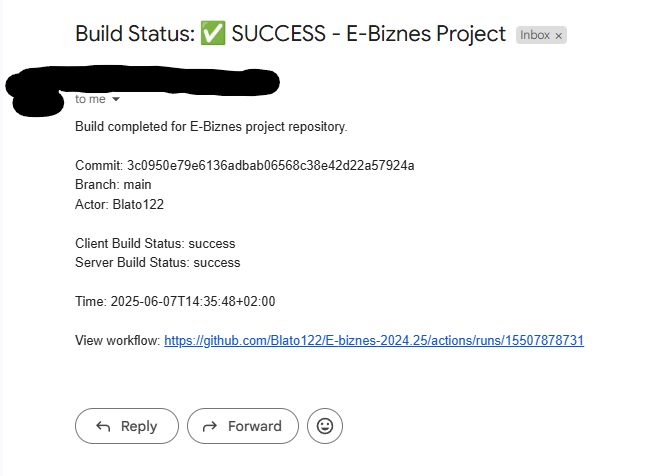 Build Status: ✅ SUCCESS - E-Biznes Project Inbox x
to me
Build completed for E-Biznes project repository.
Commit: 3c0950e79e6136adbab06568c38e42d22a57924a
Branch: main
Actor: Blato122
Client Build Status: success
Server Build Status: success
Time: 2025-06-07T14:35:48+02:00
View workflow: https://github.com/Blato122/E-biznes-2024.25/actions/runs/15507878731
Reply Forward